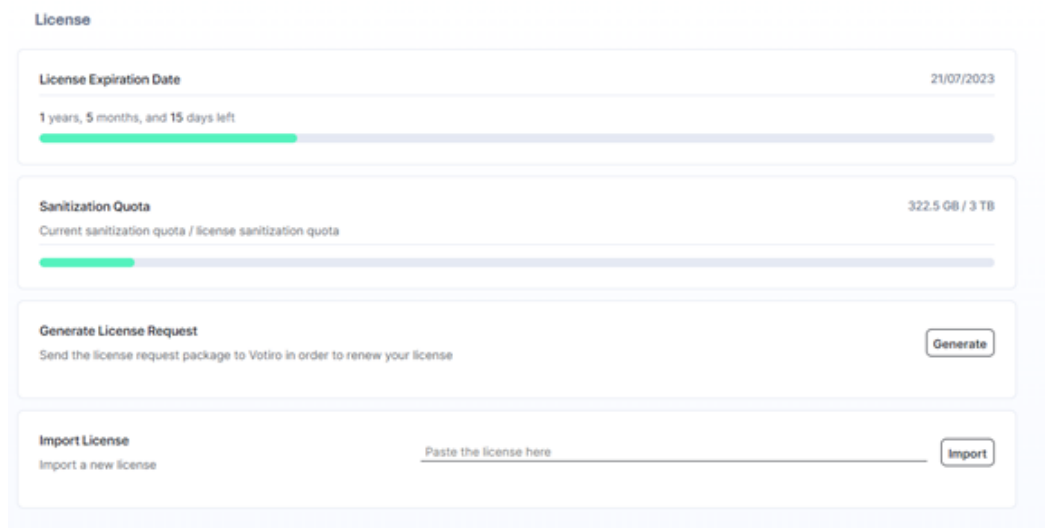 License
License Expiration Date
21/07/2023
1 years, 5 months, and 15 days left
Sanitization Quota
322.5 GB / 3 TB
Current sanitization quota / license sanitization quota
Generate License Request
Send the license request package to Votiro in order to renew your license
Generate
Import License
Import a new license
Paste the license here
Import